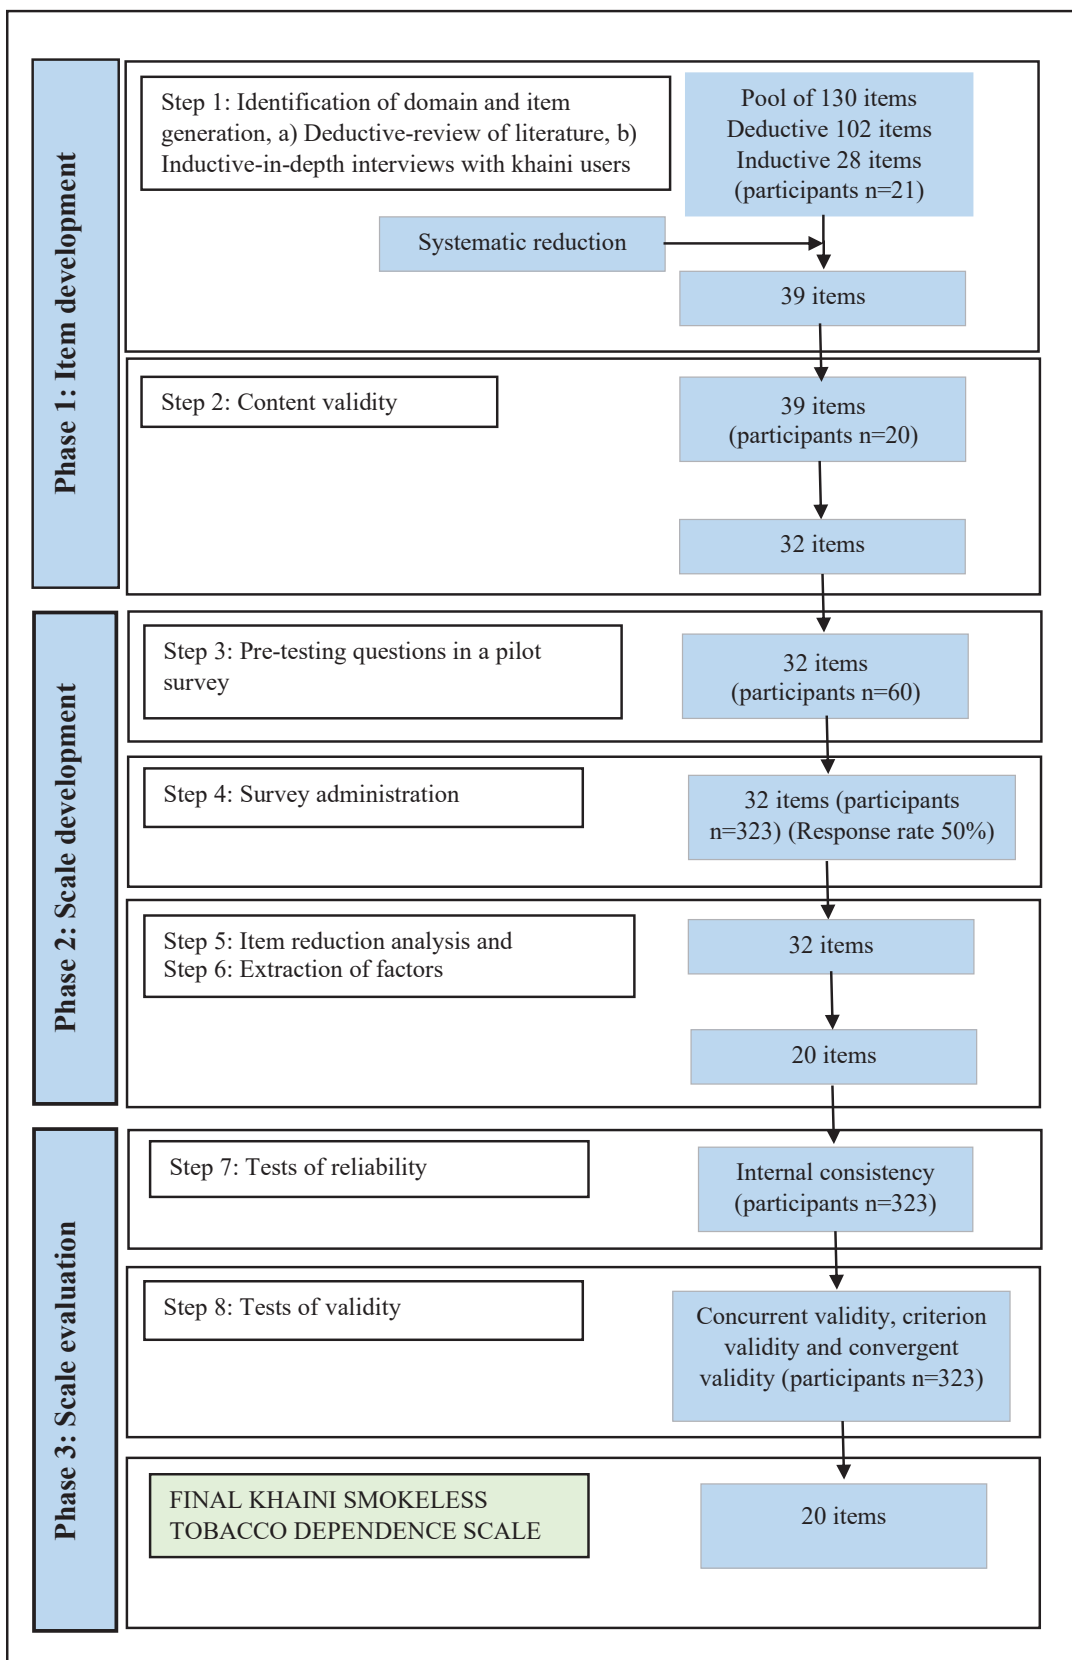 Phase 1: Item development
Step 1: Identification of domain and item
generation, a) Deductive-review of literature, b)
Inductive-in-depth interviews with khaini users
Pool of 130 items
Deductive 102 items
Inductive 28 items
(participants n=21)
Systematic reduction
39 items
Step 2: Content validity
39 items
(participants n=20)
32 items
Phase 2: Scale development
Step 3: Pre-testing questions in a pilot
survey
32 items
(participants n=60)
Step 4: Survey administration
32 items (participants
n=323) (Response rate 50%)
Step 5: Item reduction analysis and
Step 6: Extraction of factors
32 items
20 items
Phase 3: Scale evaluation
Step 7: Tests of reliability
Internal consistency
(participants n=323)
Step 8: Tests of validity
Concurrent validity, criterion
validity and convergent
validity (participants n=323)
FINAL KHAINI SMOKELESS
TOBACCO DEPENDENCE SCALE
20 items